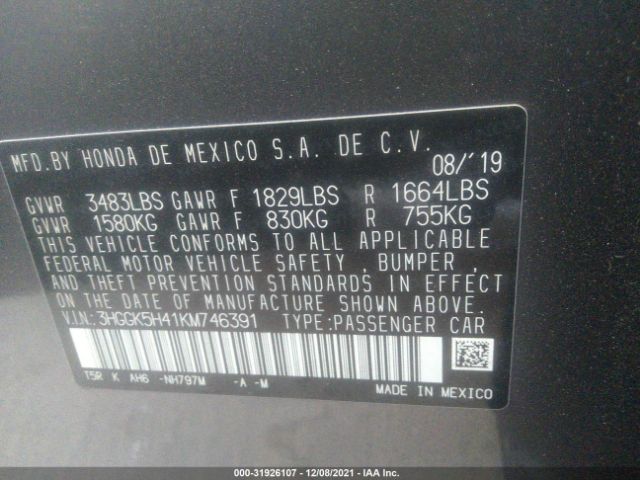 MFD.BY HONDA DE MEXICO S.A. DE C.V.
08/'19
GVWR 3483LBS GAWR F 1829LBS R 1664LBS
GVWR 1580KG GAWR F 830KG R 755KG
THIS VEHICLE CONFORMS TO ALL APPLICABLE
FEDERAL MOTOR VEHICLE SAFETY , BUMPER ,
AND THEFT PREVENTION STANDARDS IN EFFECT
ON THE DATE OF MANUFACTURE SHOWN ABOVE.
V.I.N.: 3HGGK5H41KM746391 TYPE:PASSENGER CAR
T5R K AH6 -NH797M -A -M
MADE IN MEXICO
000-31926107 - 12/08/2021 - IAA Inc.